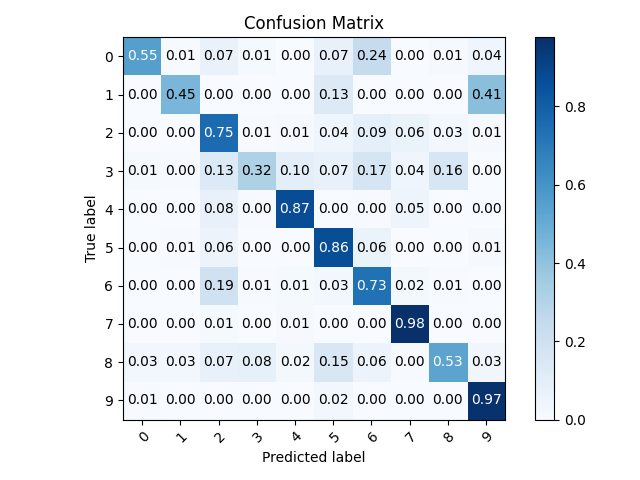 Confusion Matrix
0 0.55 0.01 0.07 0.01 0.00 0.07 0.24 0.00 0.01 0.04
1 0.00 0.45 0.00 0.00 0.00 0.13 0.00 0.00 0.00 0.41
2 0.00 0.00 0.75 0.01 0.01 0.04 0.09 0.06 0.03 0.01
3 0.01 0.00 0.13 0.32 0.10 0.07 0.17 0.04 0.16 0.00
4 0.00 0.00 0.08 0.00 0.87 0.00 0.00 0.05 0.00 0.00
5 0.00 0.01 0.06 0.00 0.00 0.86 0.06 0.00 0.00 0.01
6 0.00 0.00 0.19 0.01 0.01 0.03 0.73 0.02 0.01 0.00
7 0.00 0.00 0.01 0.00 0.01 0.00 0.00 0.98 0.00 0.00
8 0.03 0.03 0.07 0.08 0.02 0.15 0.06 0.00 0.53 0.03
9 0.01 0.00 0.00 0.00 0.00 0.02 0.00 0.00 0.00 0.97
0 1 2 3 4 5 6 7 8 9
Predicted label
True label
0.8
0.6
0.4
0.2
0.0